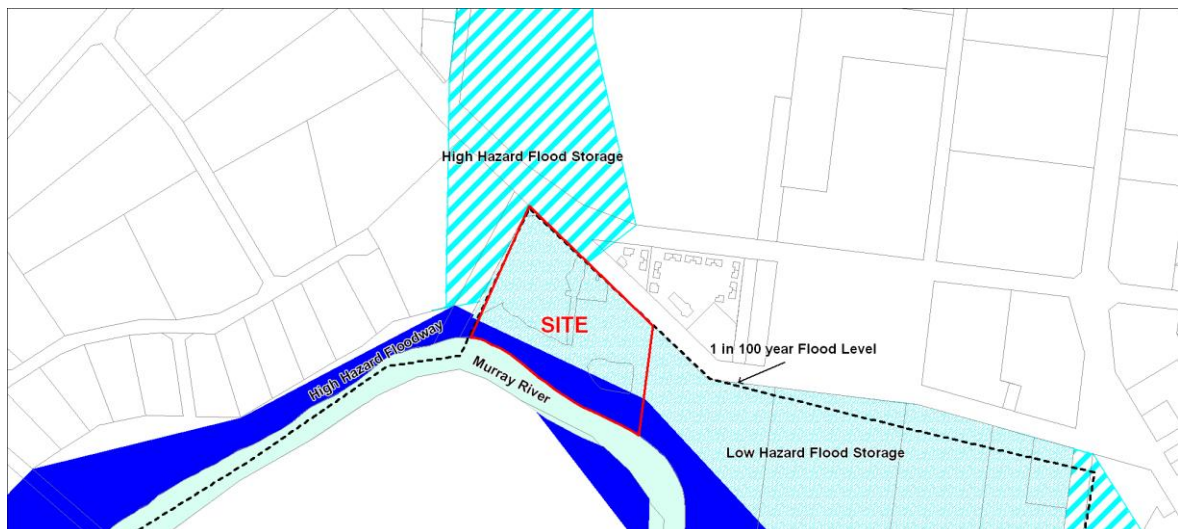 High Hazard Flood Storage
SITE
High Hazard Floodway
1 in 100 year Flood Level
Murray River
Low Hazard Flood Storage